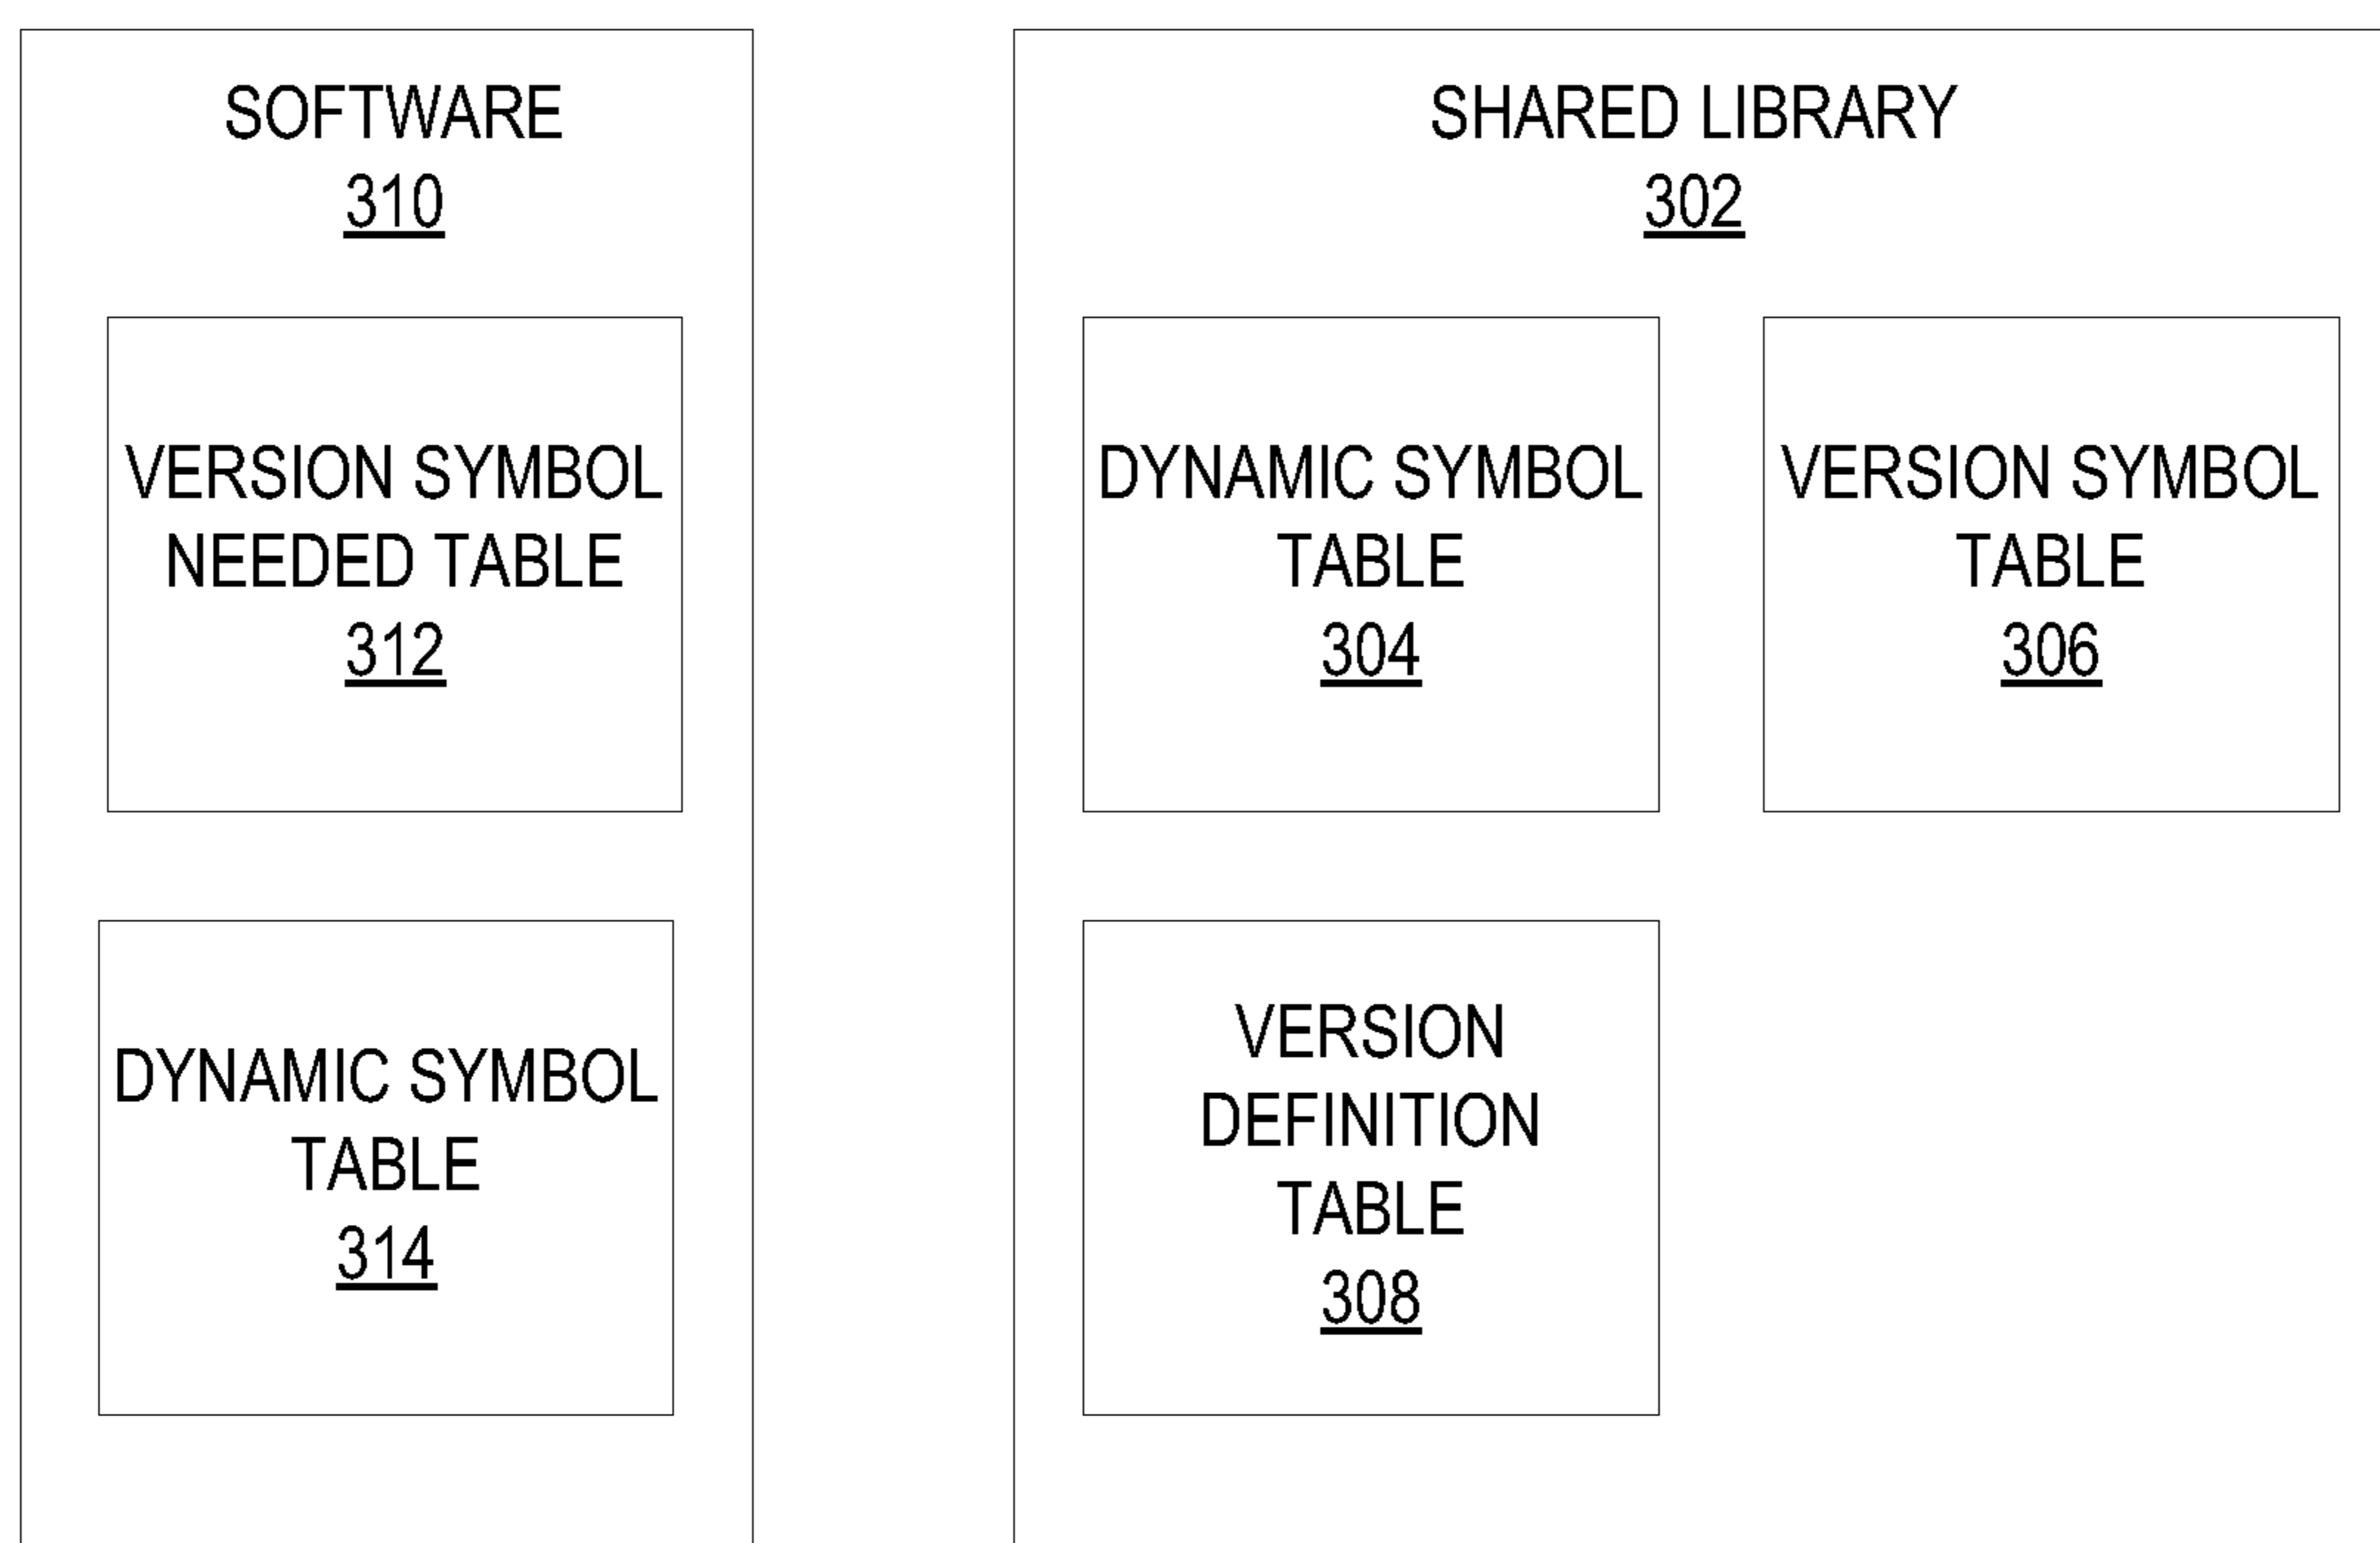 SOFTWARE
310
VERSION SYMBOL
NEEDED TABLE
312
DYNAMIC SYMBOL
TABLE
314
SHARED LIBRARY
302
DYNAMIC SYMBOL
TABLE
304
VERSION SYMBOL
TABLE
306
VERSION
DEFINITION
TABLE
308